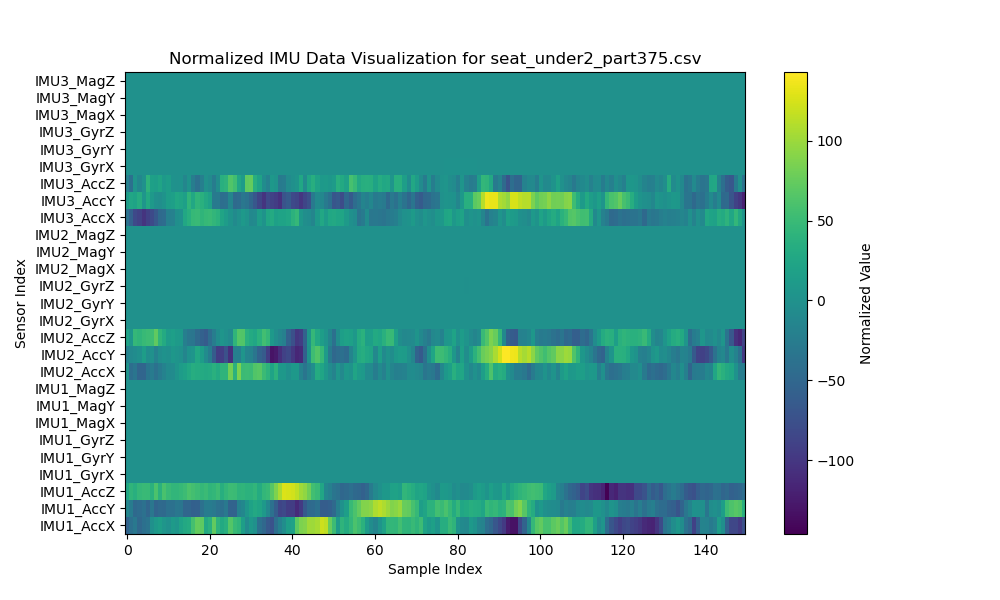 Normalized IMU Data Visualization for seat_under2_part375.csv
IMU3_MagZ
IMU3_MagY
IMU3_MagX
IMU3_GyrZ
IMU3_GyrY
IMU3_GyrX
IMU3_AccZ
IMU3_AccY
IMU3_AccX
IMU2_MagZ
IMU2_MagY
IMU2_MagX
IMU2_GyrZ
IMU2_GyrY
IMU2_GyrX
IMU2_AccZ
IMU2_AccY
IMU2_AccX
IMU1_MagZ
IMU1_MagY
IMU1_MagX
IMU1_GyrZ
IMU1_GyrY
IMU1_GyrX
IMU1_AccZ
IMU1_AccY
IMU1_AccX
Sensor Index
0 20 40 60 80 100 120 140
Sample Index
100
50
0
−50
−100
Normalized Value